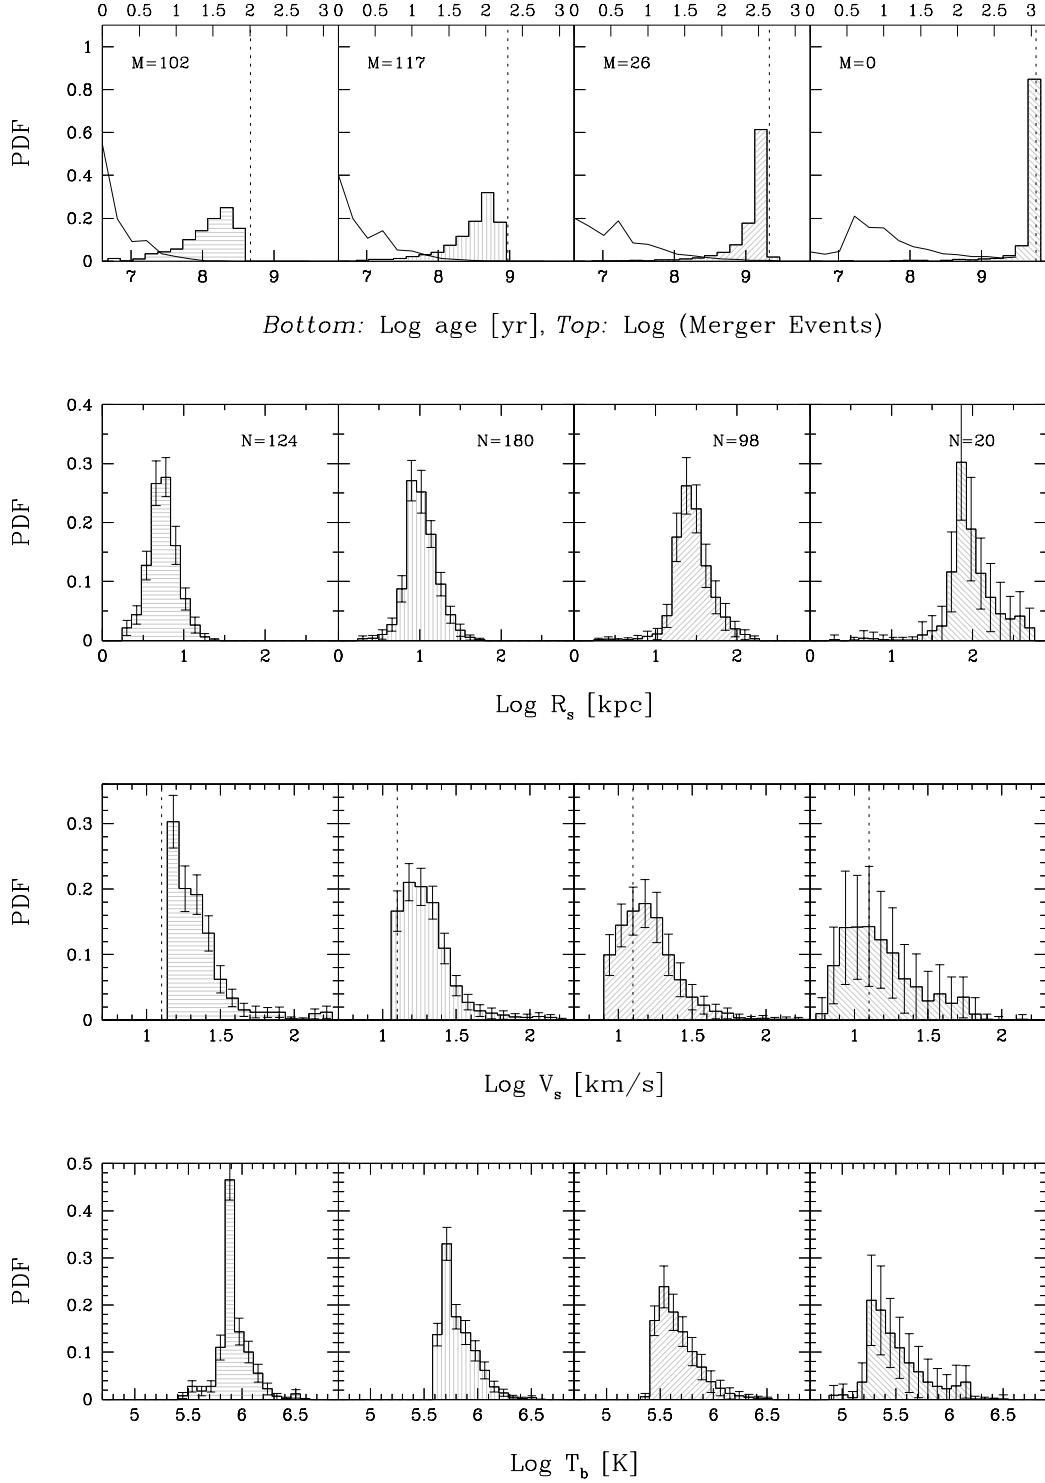 0 0.5 1 1.5 2 2.5 3 0 0.5 1 1.5 2 2.5 3 0 0.5 1 1.5 2 2.5 3 0 0.5 1 1.5 2 2.5 3
1
0.8
0.6
0.4
0.2
0
PDF
M=102 M=117 M=26 M=0
7 8 9 7 8 9 7 8 9 7 8 9
Bottom: Log age [yr], Top: Log (Merger Events)
0.4
0.3
0.2
0.1
0
PDF
N=124 N=180 N=98 N=20
0 1 2 0 1 2 0 1 2 0 1 2
Log Rs [kpc]
0.3
0.2
0.1
0
PDF
1 1.5 2 1 1.5 2 1 1.5 2 1 1.5 2
Log Vs [km/s]
0.5
0.4
0.3
0.2
0.1
0
PDF
5 5.5 6 6.5 5 5.5 6 6.5 5 5.5 6 6.5 5 5.5 6 6.5
Log Tb [K]